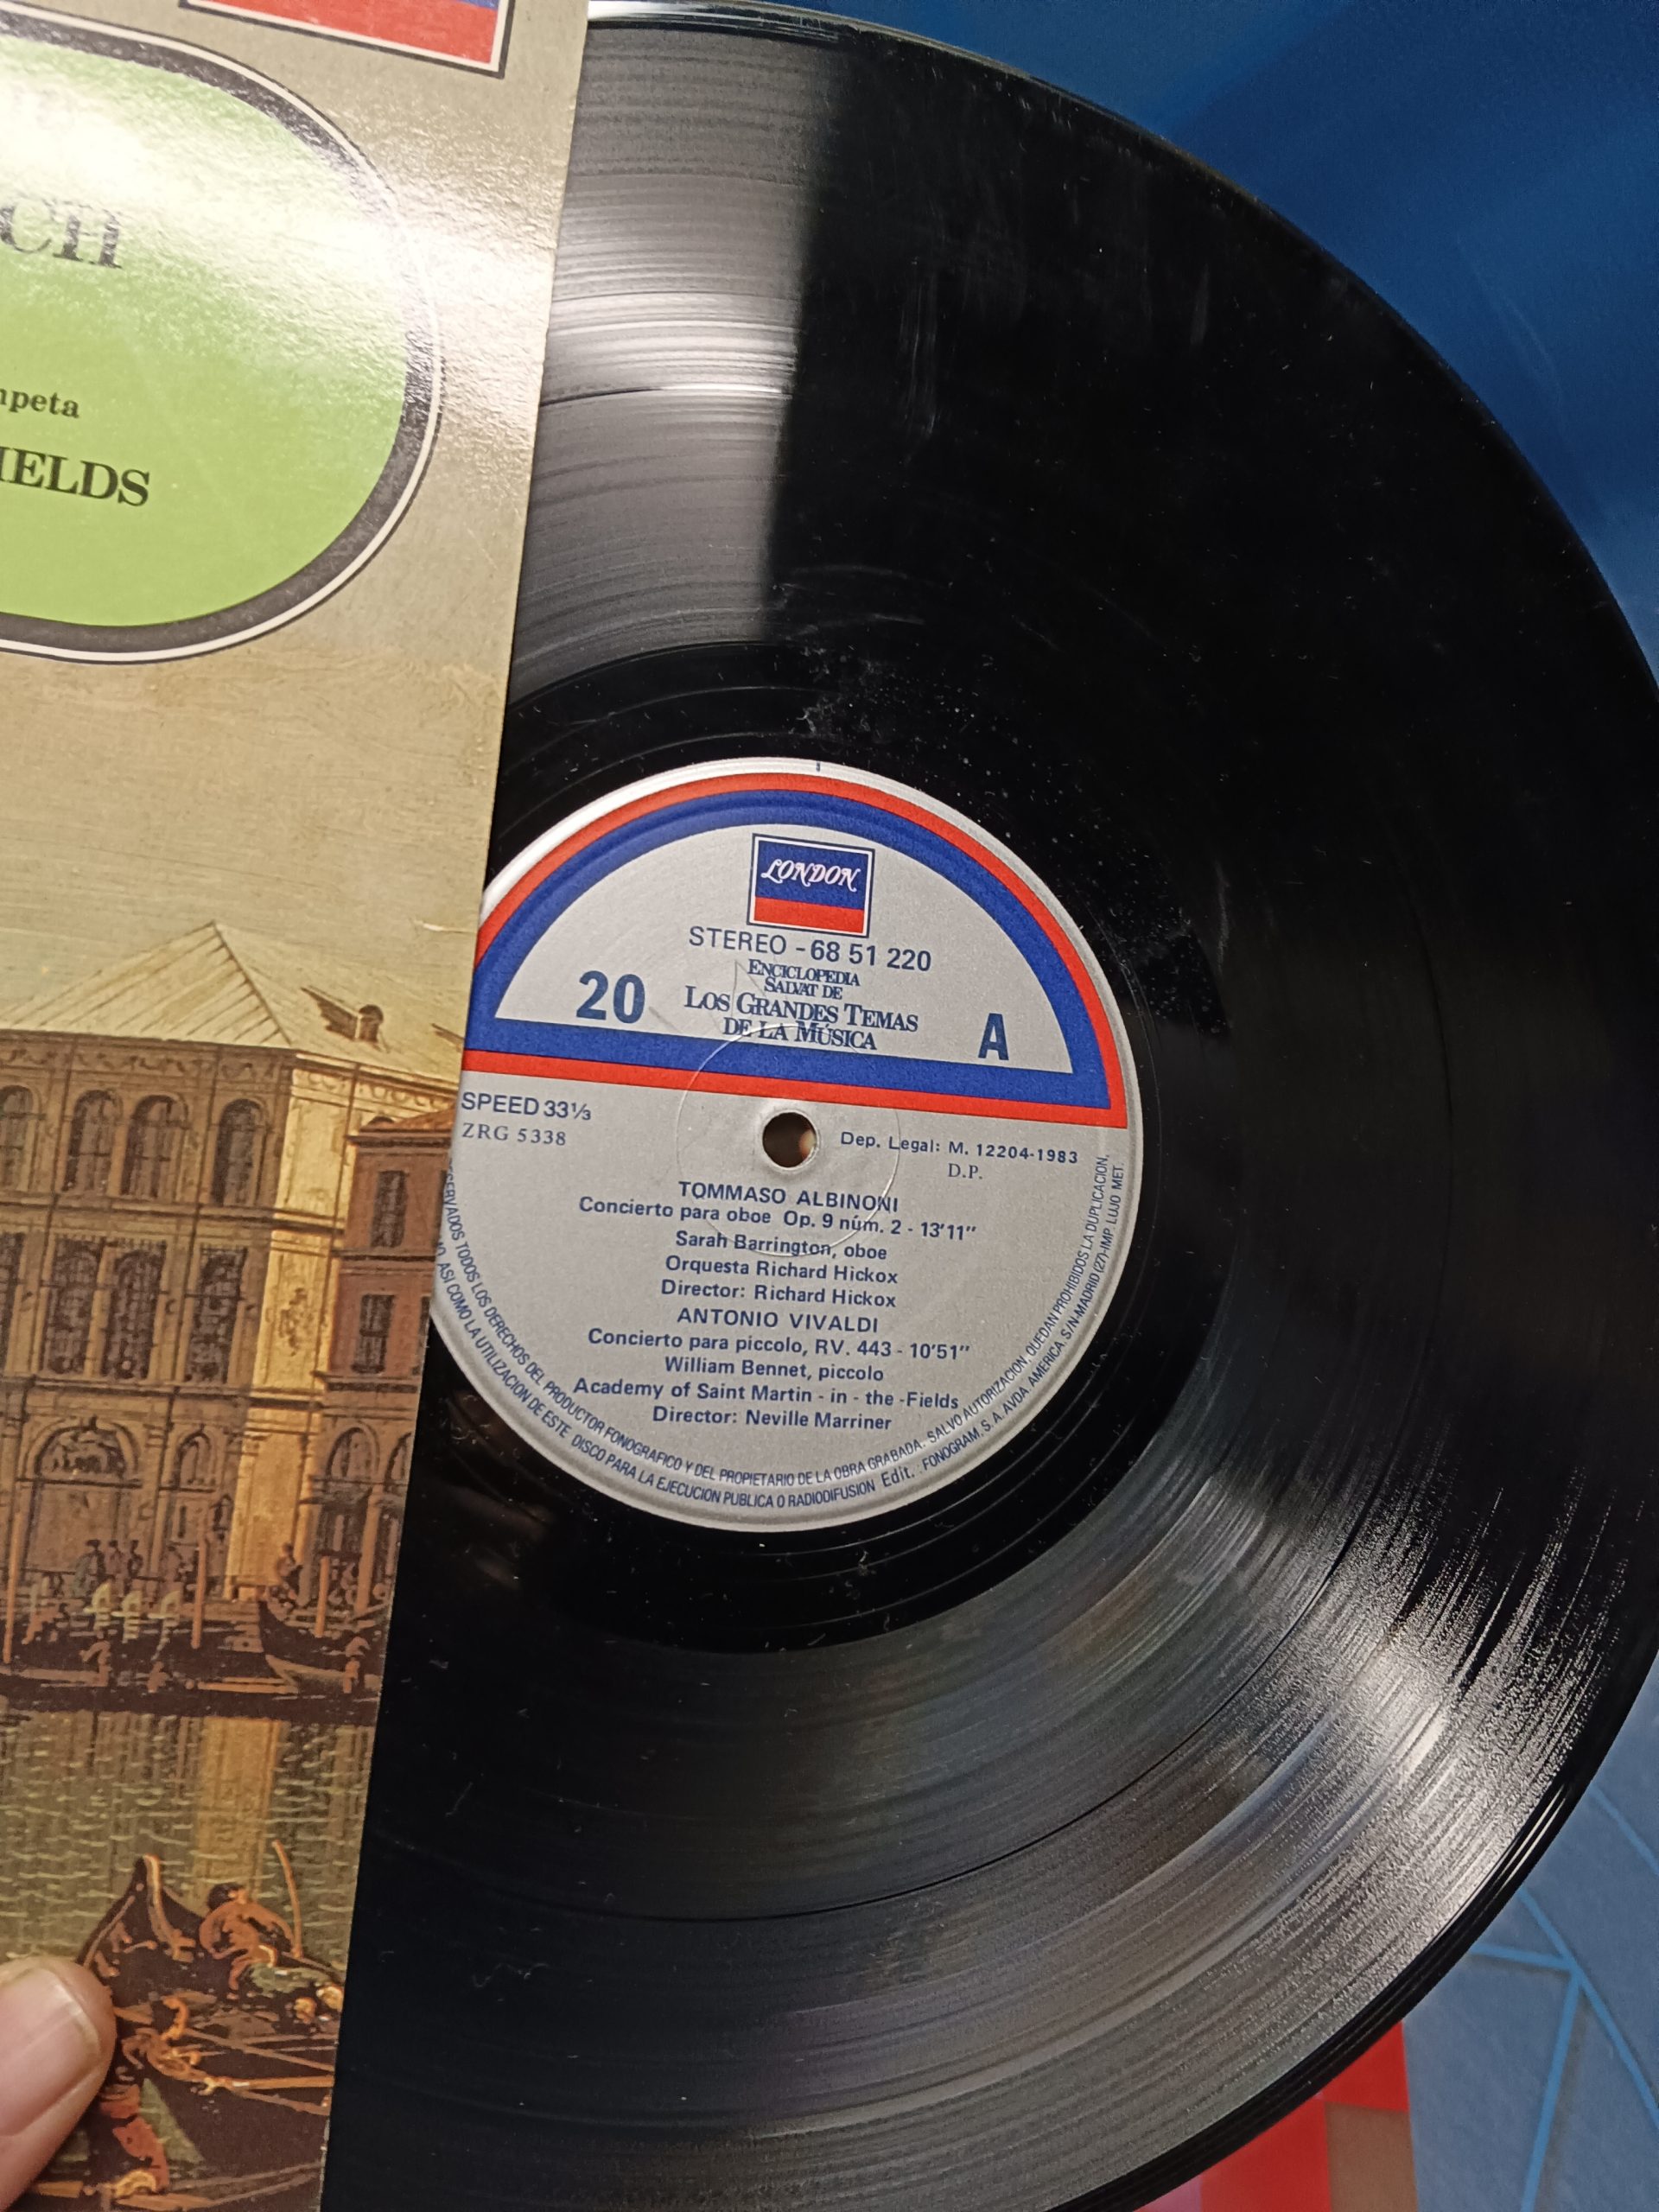 CH
mpeta
IELDS
LONDON
STEREO - 68 51 220
ENCICLOPEDIA
SALVAT DE
LOS GRANDES TEMAS
DE LA MÚSICA
20
A
SPEED 33⅓
ZRG 5338
Dep. Legal: M. 12204-1983
D.P.
TOMMASO ALBINONI
Concierto para oboe Op. 9 núm. 2 - 13'11"
Sarah Barrington, oboe
Orquesta Richard Hickox
Director: Richard Hickox
ANTONIO VIVALDI
Concierto para piccolo, RV. 443 - 10'51"
William Bennet, piccolo
Academy of Saint Martin - in - the -Fields
Director: Neville Marriner
SERVADOS TODOS LOS DERECHOS DEL PRODUCTOR FONOGRAFICO Y DEL PROPIETARIO DE LA OBRA GRABADA. SALVO AUTORIZACION, QUEDAN PROHIBIDOS LA DUPLICACION,
ASI COMO LA UTILIZACION DE ESTE DISCO PARA LA EJECUCION PUBLICA O RADIODIFUSION Edit.: FONOGRAM, S. A. AVDA. AMERICA, S/N-MADRID (27)-IMP. LUJO MET.